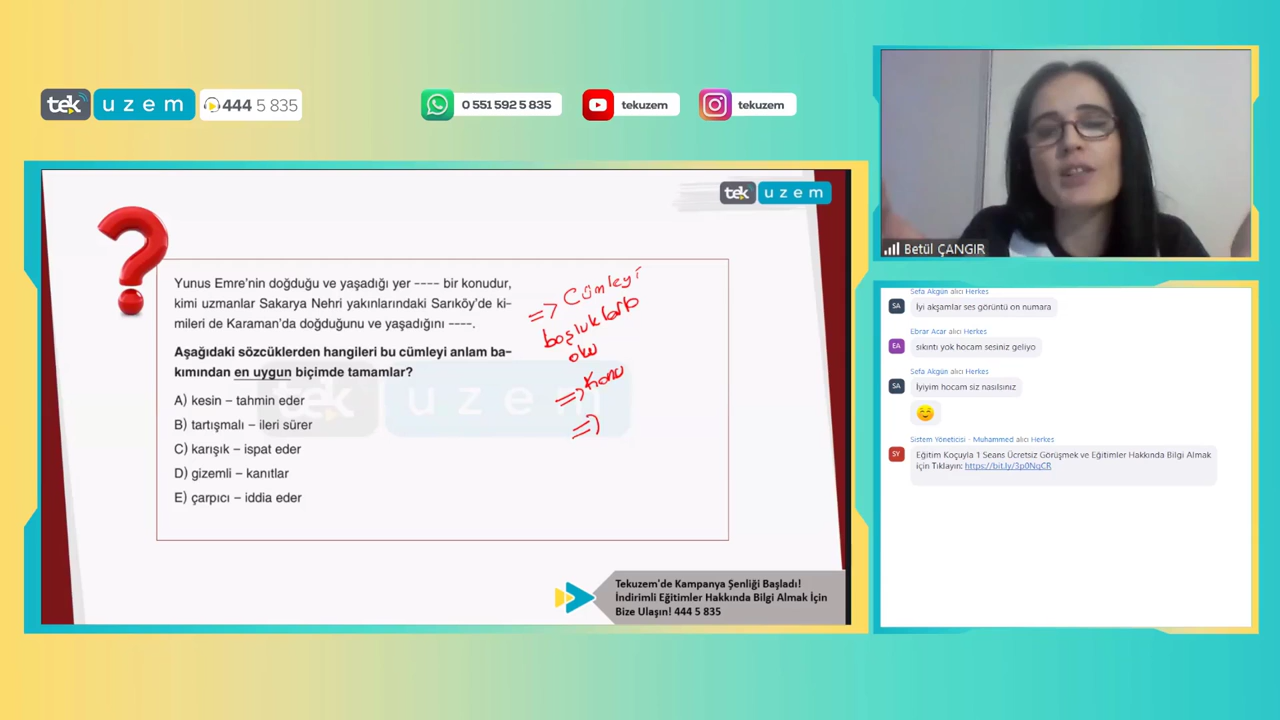 tek uzem 444 5 835
0 551 592 5 835
tekuzem
tekuzem
tek uzem
Yunus Emre'nin doğduğu ve yaşadığı yer ---- bir konudur,
kimi uzmanlar Sakarya Nehri yakınlarındaki Sarıköy'de ki-
mileri de Karaman'da doğduğunu ve yaşadığını ----.
Aşağıdaki sözcüklerden hangileri bu cümleyi anlam ba-
kımından en uygun biçimde tamamlar?
A) kesin – tahmin eder
B) tartışmalı – ileri sürer
C) karışık – ispat eder
D) gizemli – kanıtlar
E) çarpıcı – iddia eder
=> Cümleyi
boşluklarla
oku
=> Konu
=>
uzem
Tekuzem'de Kampanya Şenliği Başladı!
İndirimli Eğitimler Hakkında Bilgi Almak İçin
Bize Ulaşın! 444 5 835
Betül ÇANGIR
Sefa Akgün alıcı Herkes
SA İyi akşamlar ses görüntü on numara
Ebrar Acar alıcı Herkes
EA sıkıntı yok hocam sesiniz geliyo
Sefa Akgün alıcı Herkes
SA İyiyim hocam siz nasılsınız
Sistem Yöneticisi - Muhammed alıcı Herkes
SY Eğitim Koçuyla 1 Seans Ücretsiz Görüşmek ve Eğitimler Hakkında Bilgi Almak
için Tıklayın: https://bit.ly/3p0NqCR